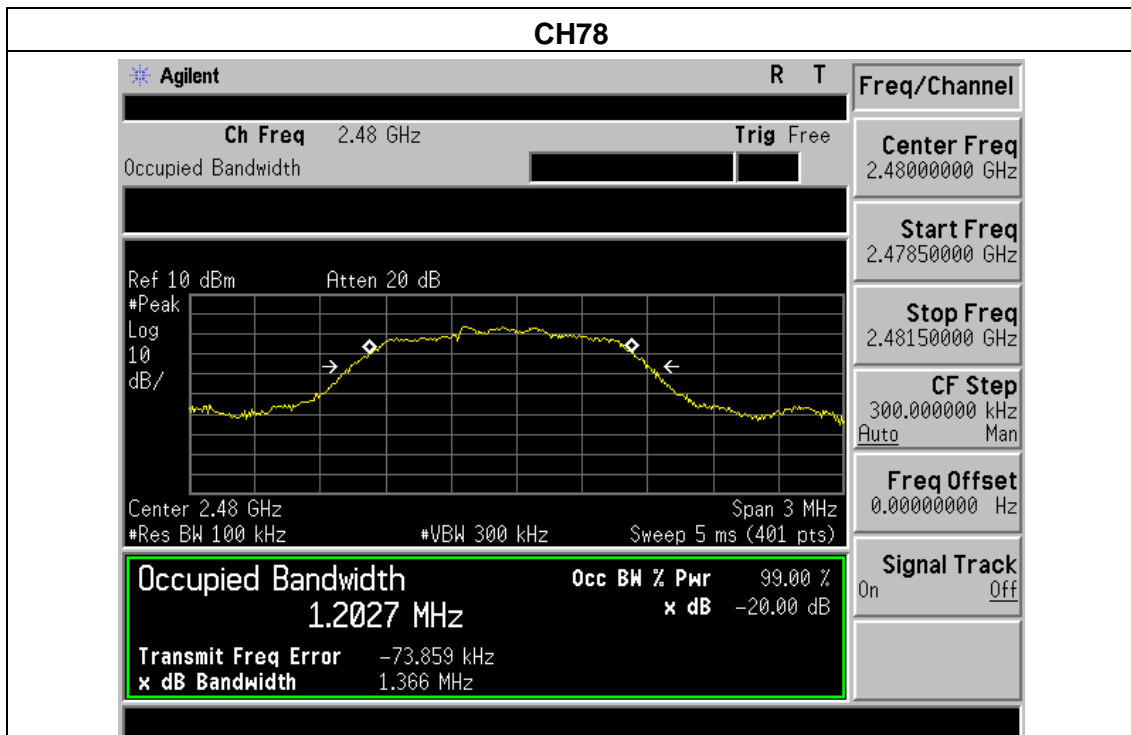 CH78
Agilent R T
Freq/Channel
Ch Freq 2.48 GHz Trig Free
Occupied Bandwidth
Center Freq
2.48000000 GHz
Start Freq
2.47850000 GHz
Stop Freq
2.48150000 GHz
CF Step
300.000000 kHz
Auto Man
Freq Offset
0.00000000 Hz
Signal Track
On Off
Ref 10 dBm Atten 20 dB
#Peak
Log
10
dB/
Center 2.48 GHz Span 3 MHz
#Res BW 100 kHz #VBW 300 kHz Sweep 5 ms (401 pts)
Occupied Bandwidth Occ BW % Pwr 99.00 %
1.2027 MHz x dB -20.00 dB
Transmit Freq Error -73.859 kHz
x dB Bandwidth 1.366 MHz